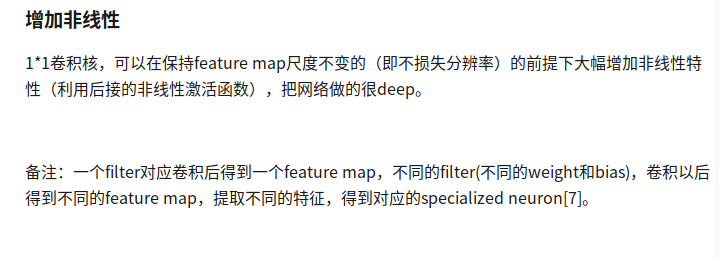 增加非线性
1*1卷积核，可以在保持feature map尺度不变的（即不损失分辨率）的前提下大幅增加非线性特
性（利用后接的非线性激活函数），把网络做的很deep。
备注：一个filter对应卷积后得到一个feature map，不同的filter(不同的weight和bias)，卷积以后
得到不同的feature map，提取不同的特征，得到对应的specialized neuron[7]。